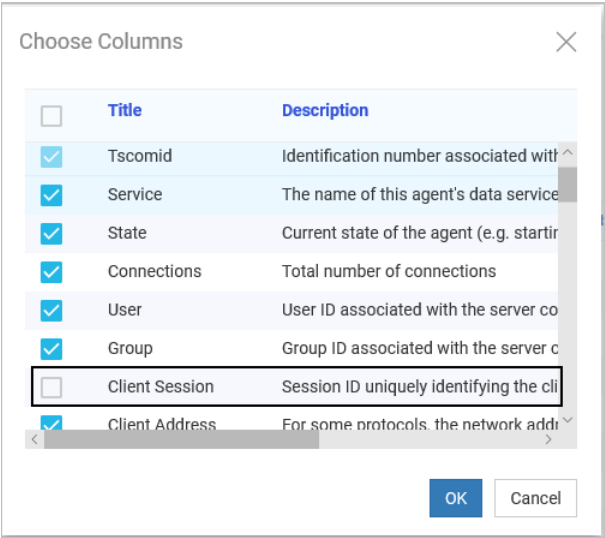 Choose Columns
Title Description
Tscomid Identification number associated with
Service The name of this agent's data service
State Current state of the agent (e.g. startin
Connections Total number of connections
User User ID associated with the server co
Group Group ID associated with the server c
Client Session Session ID uniquely identifying the cli
Client Address For some protocols, the network addr
OK Cancel